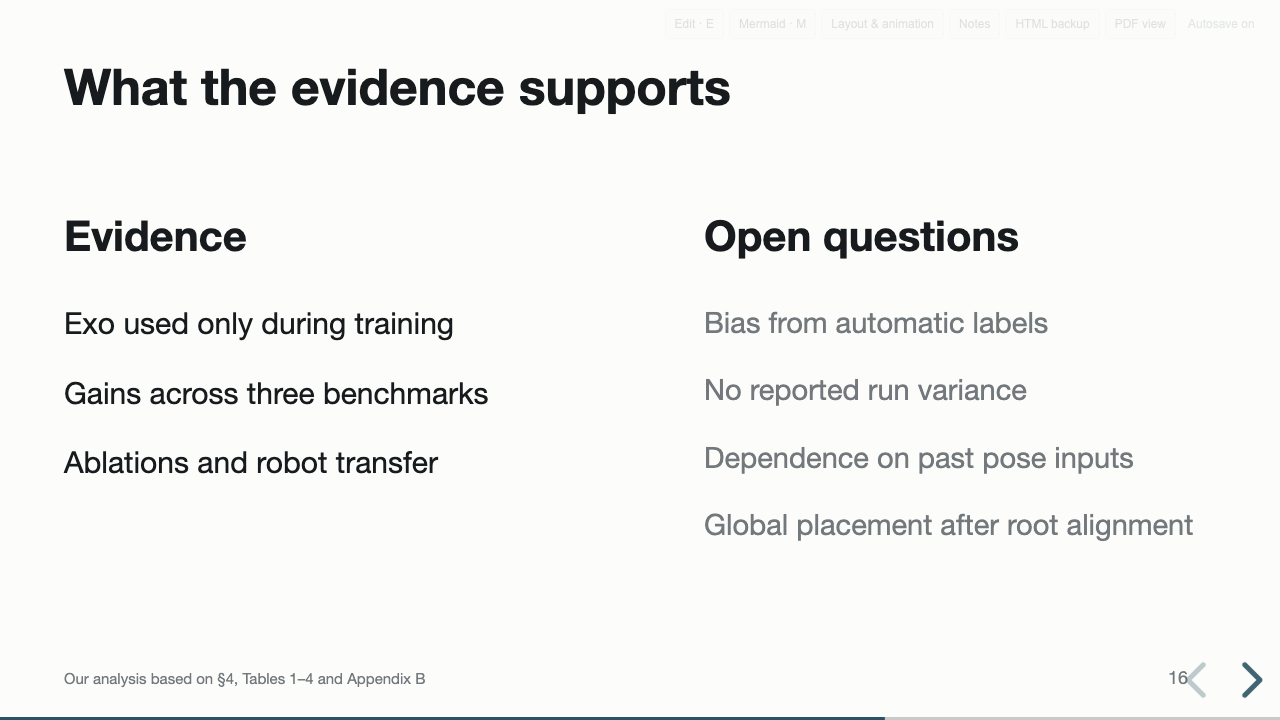 Edit · E Mermaid · M Layout & animation Notes HTML backup PDF view Autosave on
What the evidence supports
Evidence
Exo used only during training
Gains across three benchmarks
Ablations and robot transfer
Open questions
Bias from automatic labels
No reported run variance
Dependence on past pose inputs
Global placement after root alignment
Our analysis based on §4, Tables 1–4 and Appendix B
16